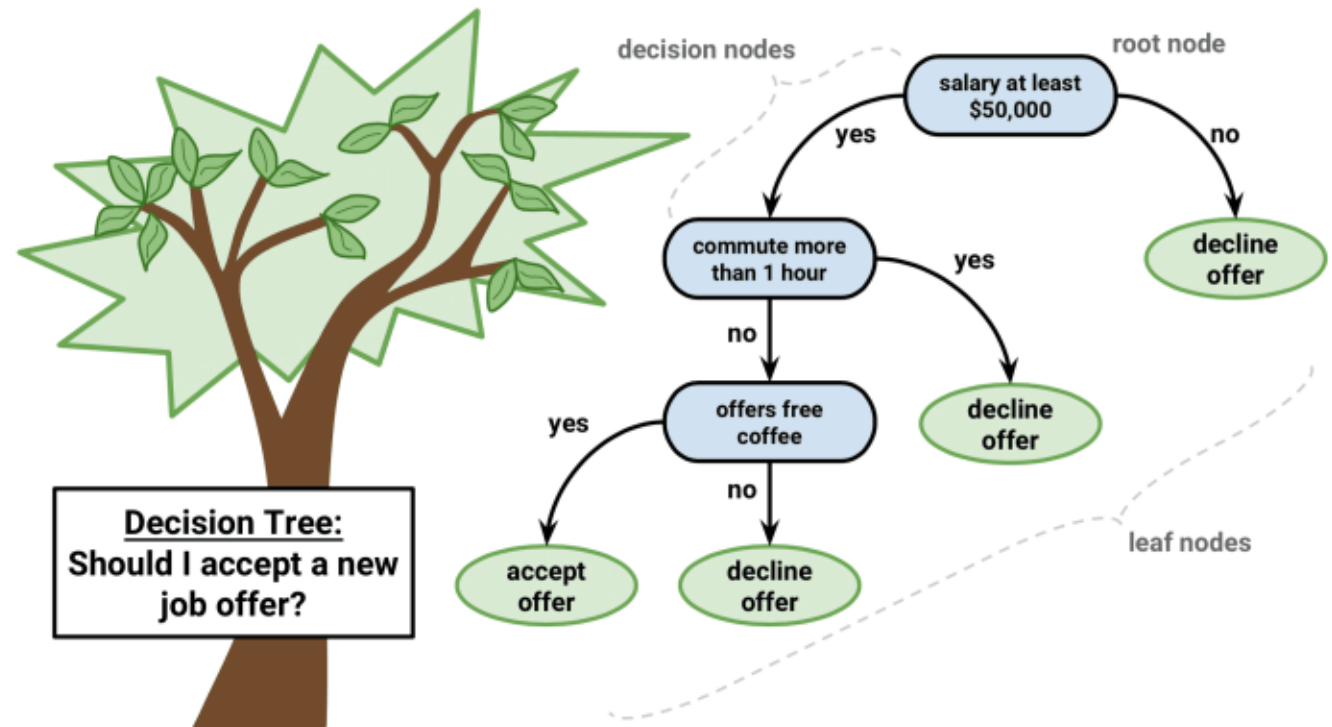 decision nodes
root node
salary at least
$50,000
yes
no
commute more
than 1 hour
yes
decline
offer
no
offers free
coffee
yes
decline
offer
no
Decision Tree:
Should I accept a new
job offer?
accept
offer
decline
offer
leaf nodes